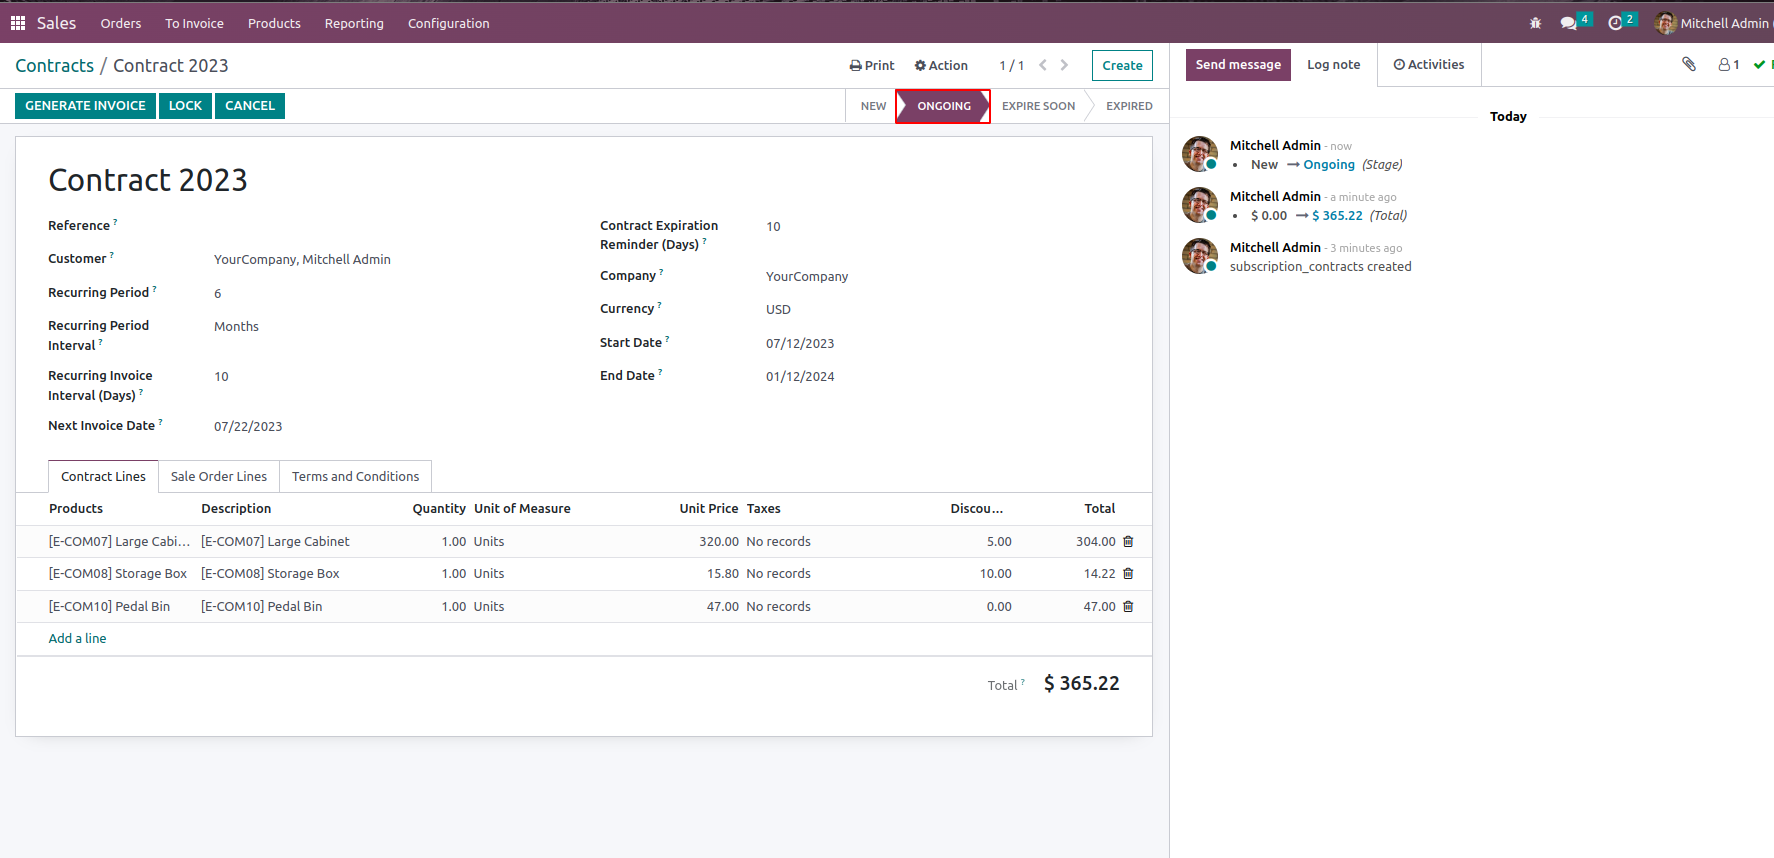 Sales Orders To Invoice Products Reporting Configuration 4 2 Mitchell Admin
Contracts / Contract 2023 Print Action 1 / 1 Create
GENERATE INVOICE LOCK CANCEL NEW ONGOING EXPIRE SOON EXPIRED
Contract 2023
Reference ?
Customer ? YourCompany, Mitchell Admin
Recurring Period ? 6
Recurring Period
Interval ? Months
Recurring Invoice
Interval (Days) ? 10
Next Invoice Date ? 07/22/2023
Contract Expiration
Reminder (Days) ? 10
Company ? YourCompany
Currency ? USD
Start Date ? 07/12/2023
End Date ? 01/12/2024
Contract Lines Sale Order Lines Terms and Conditions
Products Description Quantity Unit of Measure Unit Price Taxes Discou... Total
[E-COM07] Large Cabi... [E-COM07] Large Cabinet 1.00 Units 320.00 No records 5.00 304.00
[E-COM08] Storage Box [E-COM08] Storage Box 1.00 Units 15.80 No records 10.00 14.22
[E-COM10] Pedal Bin [E-COM10] Pedal Bin 1.00 Units 47.00 No records 0.00 47.00
Add a line
Total ? $ 365.22
Send message Log note Activities 1
Today
Mitchell Admin - now
• New → Ongoing (Stage)
Mitchell Admin - a minute ago
• $ 0.00 → $ 365.22 (Total)
Mitchell Admin - 3 minutes ago
subscription_contracts created